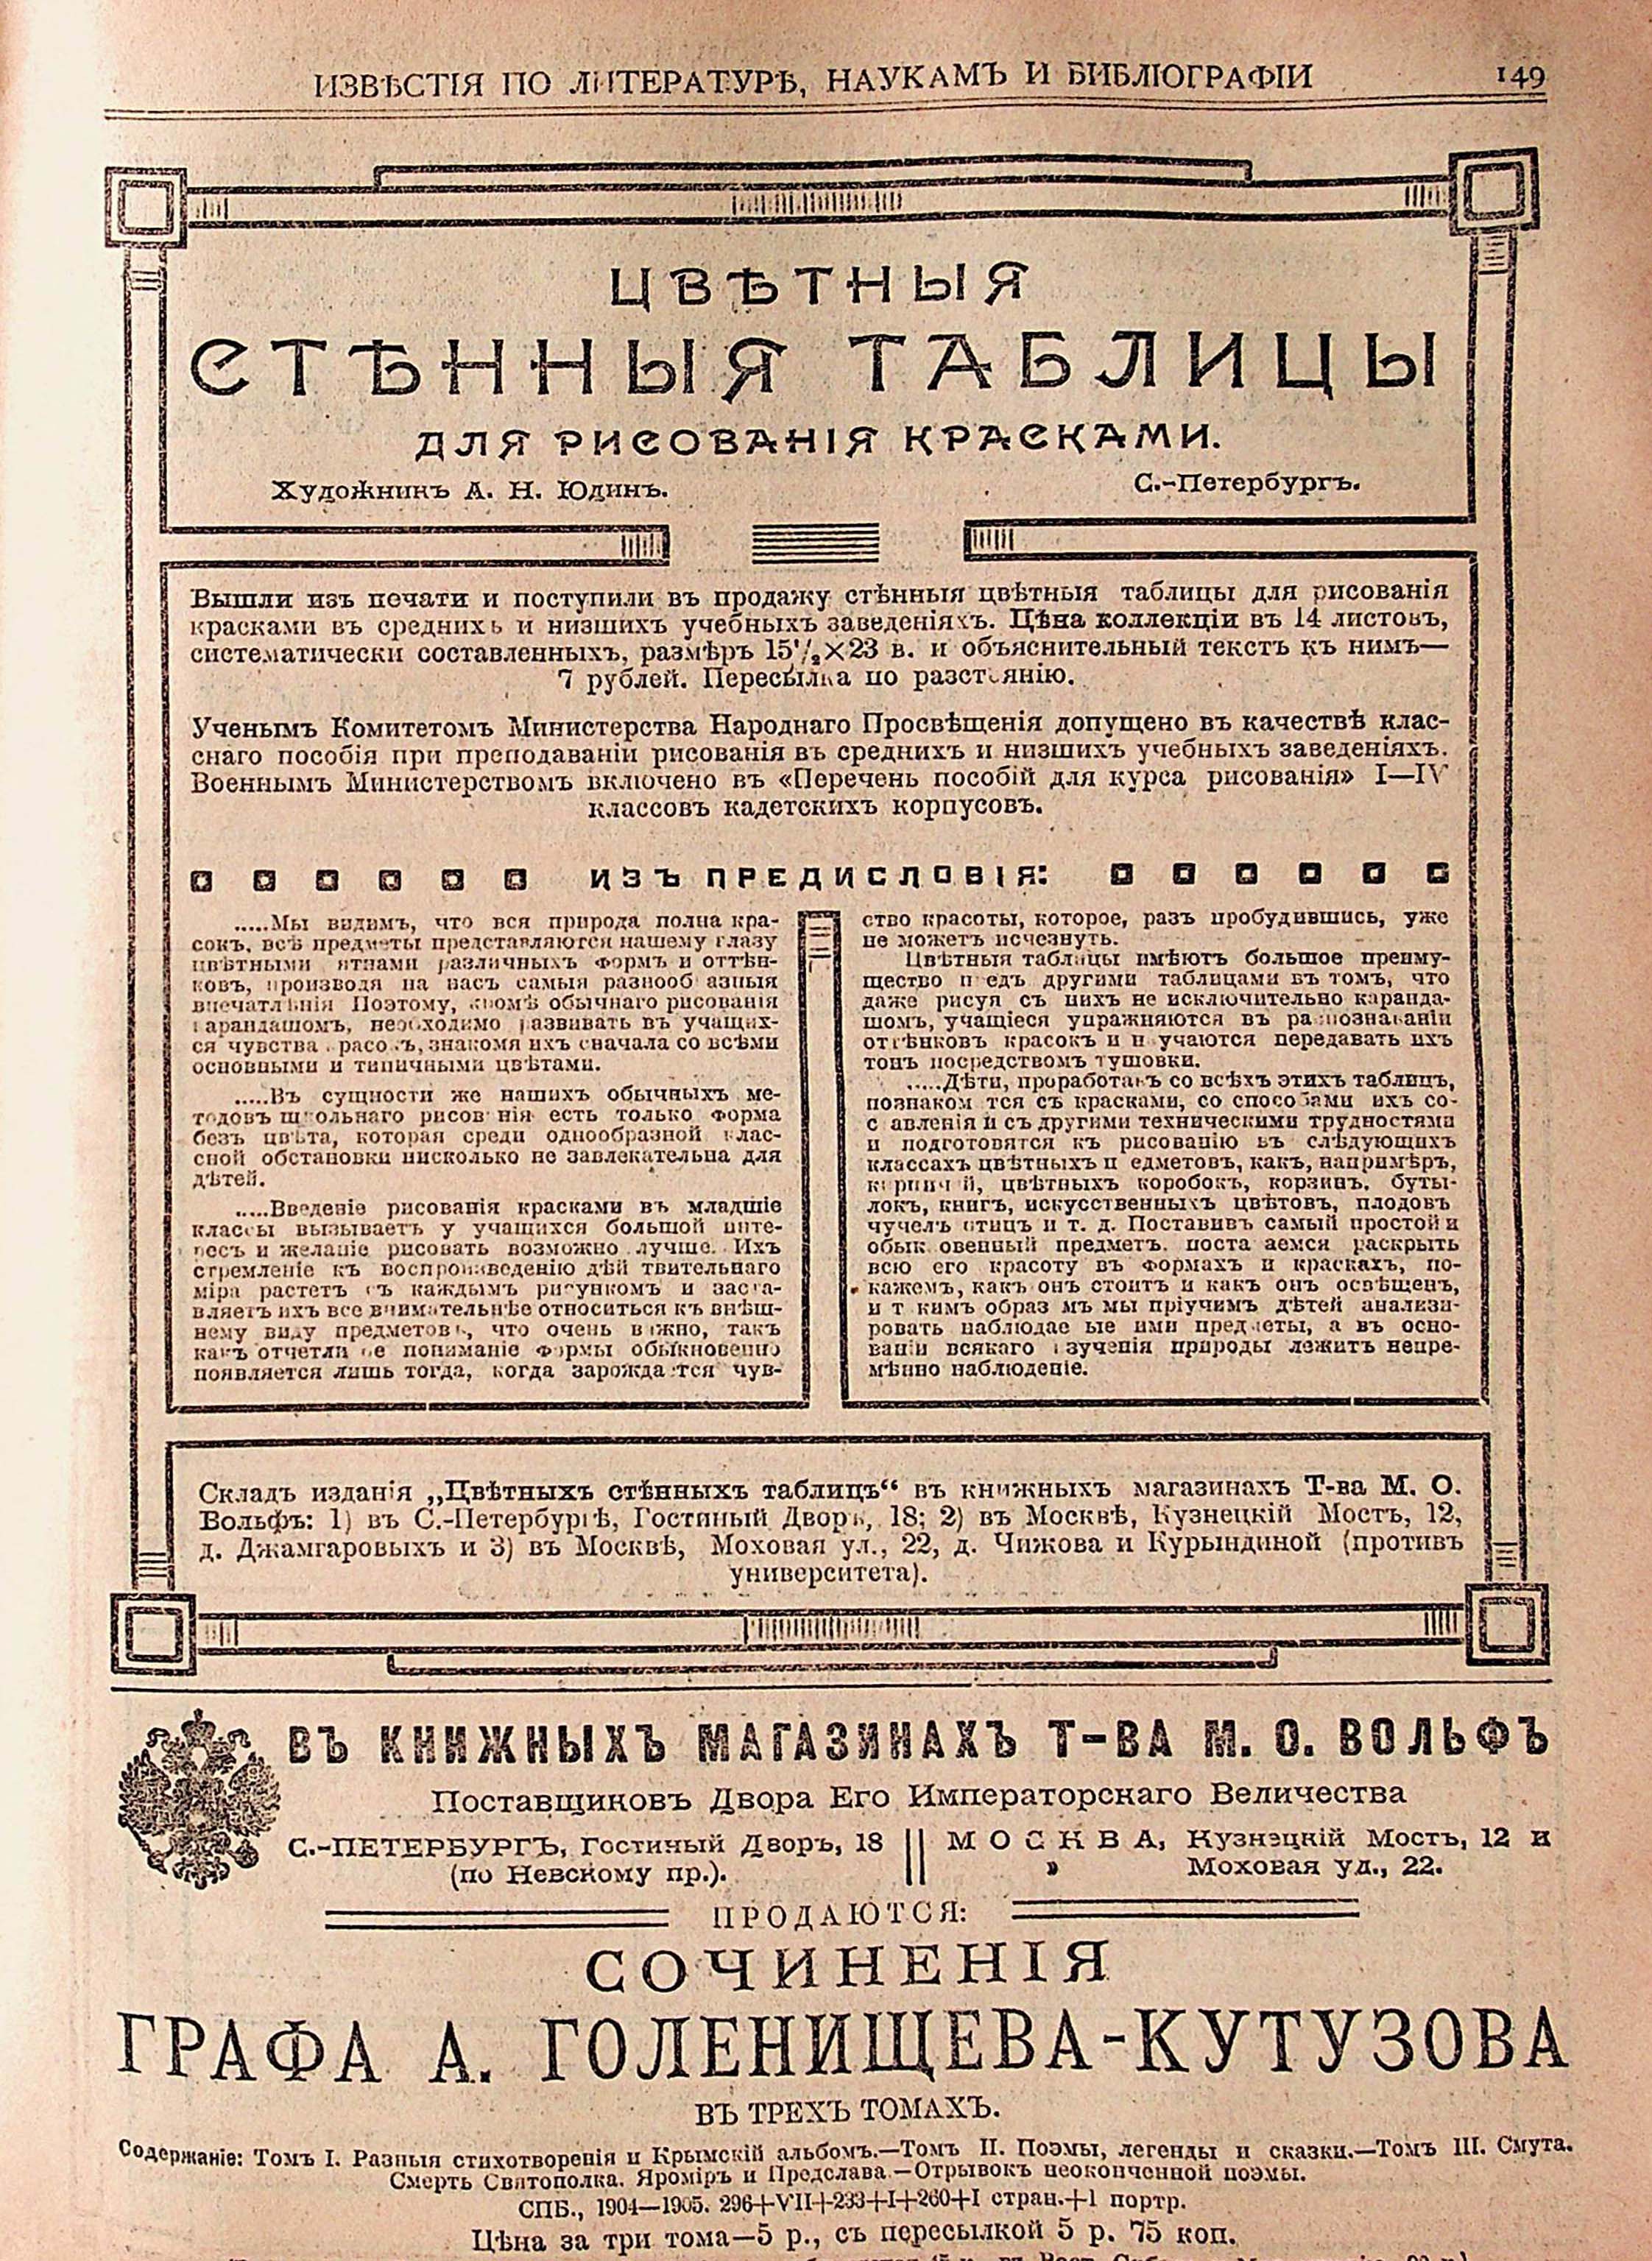 ИЗВѢСТІЯ ПО ЛИТЕРАТУРѢ, НАУКАМЪ И БИБЛІОГРАФІИ 149
ЦВѢТНЫЯ
СТѢННЫЯ ТАБЛИЦЫ
ДЛЯ РИСОВАНІЯ КРАСКАМИ.
Художникъ А. Н. Юдинъ. С.-Петербургъ.
Вышли изъ печати и поступили въ продажу стѣнныя цвѣтныя таблицы для рисованія
красками въ среднихъ и низшихъ учебныхъ заведеніяхъ. Цѣна коллекціи въ 14 листовъ,
систематически составленныхъ, размѣръ 15¹/₂×23 в. и объяснительный текстъ къ нимъ—
7 рублей. Пересылка по разстоянію.
Ученымъ Комитетомъ Министерства Народнаго Просвѣщенія допущено въ качествѣ клас-
снаго пособія при преподаваніи рисованія въ среднихъ и низшихъ учебныхъ заведеніяхъ.
Военнымъ Министерствомъ включено въ «Перечень пособій для курса рисованія» I—IV
классовъ кадетскихъ корпусовъ.
ИЗЪ ПРЕДИСЛОВІЯ:
.....Мы видимъ, что вся природа полна кра-
сокъ, всѣ предметы представляются нашему глазу
цвѣтными пятнами различныхъ формъ и оттѣн-
ковъ, производя на насъ самыя разнообразныя
впечатлѣнія Поэтому, кромѣ обычнаго рисованія
карандашомъ, необходимо развивать въ учащих-
ся чувства красокъ, знакомя ихъ сначала со всѣми
основными и типичными цвѣтами.
.....Въ сущности же нашихъ обычныхъ ме-
тодовъ школьнаго рисованія есть только форма
безъ цвѣта, которая среди однообразной клас-
сной обстановки нисколько не завлекательна для
дѣтей.
.....Введеніе рисованія красками въ младшіе
классы вызываетъ у учащихся большой инте-
ресъ и желаніе рисовать возможно лучше. Ихъ
стремленіе къ воспроизведенію дѣйствительнаго
міра растетъ съ каждымъ рисункомъ и заста-
вляетъ ихъ все внимательнѣе относиться къ внѣш-
нему виду предметовъ, что очень важно, такъ
какъ отчетливое пониманіе формы обыкновенно
появляется лишь тогда, когда зарождается чув-
ство красоты, которое, разъ пробудившись, уже
не можетъ исчезнуть.
Цвѣтныя таблицы имѣютъ большое преиму-
щество предъ другими таблицами въ томъ, что
даже рисуя съ нихъ не исключительно каранда-
шомъ, учащіеся упражняются въ распознаваніи
оттѣнковъ красокъ и научаются передавать ихъ
тонъ посредствомъ тушовки.
.....Дѣти, проработавъ со всѣхъ этихъ таблицъ,
познакомятся съ красками, со способами ихъ со-
ставленія и съ другими техническими трудностями
и подготовятся къ рисованію въ слѣдующихъ
классахъ цвѣтныхъ предметовъ, какъ, напримѣръ,
кирпичей, цвѣтныхъ коробокъ, корзинъ, буты-
локъ, книгъ, искусственныхъ цвѣтовъ, плодовъ
чучелъ птицъ и т. д. Поставивъ самый простой и
обыкновенный предметъ, постараемся раскрыть
всю его красоту въ формахъ и краскахъ, по-
кажемъ, какъ онъ стоитъ и какъ онъ освѣщенъ,
и такимъ образомъ мы пріучимъ дѣтей анализи-
ровать наблюдаемые ими предметы, а въ осно-
ваніи всякаго изученія природы лежитъ непре-
мѣнно наблюденіе.
Складъ изданія „Цвѣтныхъ стѣнныхъ таблицъ“ въ книжныхъ магазинахъ Т-ва М. О.
Вольфъ: 1) въ С.-Петербургѣ, Гостиный Дворъ, 18; 2) въ Москвѣ, Кузнецкій Мостъ, 12,
д. Джамгаровыхъ и 3) въ Москвѣ, Моховая ул., 22, д. Чижова и Курындиной (противъ
университета).
ВЪ КНИЖНЫХЪ МАГАЗИНАХЪ Т-ВА М. О. ВОЛЬФЪ
Поставщиковъ Двора Его Императорскаго Величества
С.-ПЕТЕРБУРГЪ, Гостиный Дворъ, 18 || МОСКВА, Кузнецкій Мостъ, 12 и
(по Невскому пр.). » Моховая ул., 22.
ПРОДАЮТСЯ:
СОЧИНЕНІЯ
ГРАФА А. ГОЛЕНИЩЕВА-КУТУЗОВА
ВЪ ТРЕХЪ ТОМАХЪ.
Содержаніе: Томъ I. Разныя стихотворенія и Крымскій альбомъ.—Томъ II. Поэмы, легенды и сказки.—Томъ III. Смута.
Смерть Святополка. Яроміръ и Предслава.—Отрывокъ неоконченной поэмы.
СПБ., 1904—1905. 296+VII+233+I+260+I стран.+1 портр.
Цѣна за три тома—5 р., съ пересылкой 5 р. 75 коп.